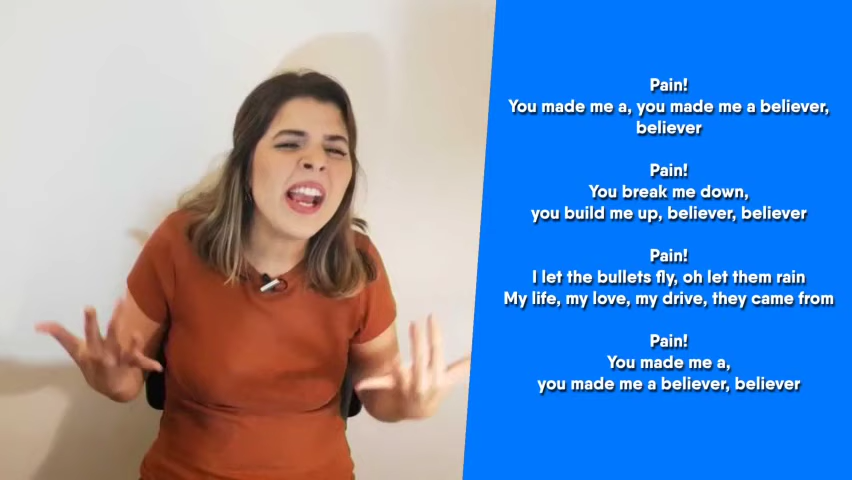 Pain!
You made me a, you made me a believer,
believer
Pain!
You break me down,
you build me up, believer, believer
Pain!
I let the bullets fly, oh let them rain
My life, my love, my drive, they came from
Pain!
You made me a,
you made me a believer, believer